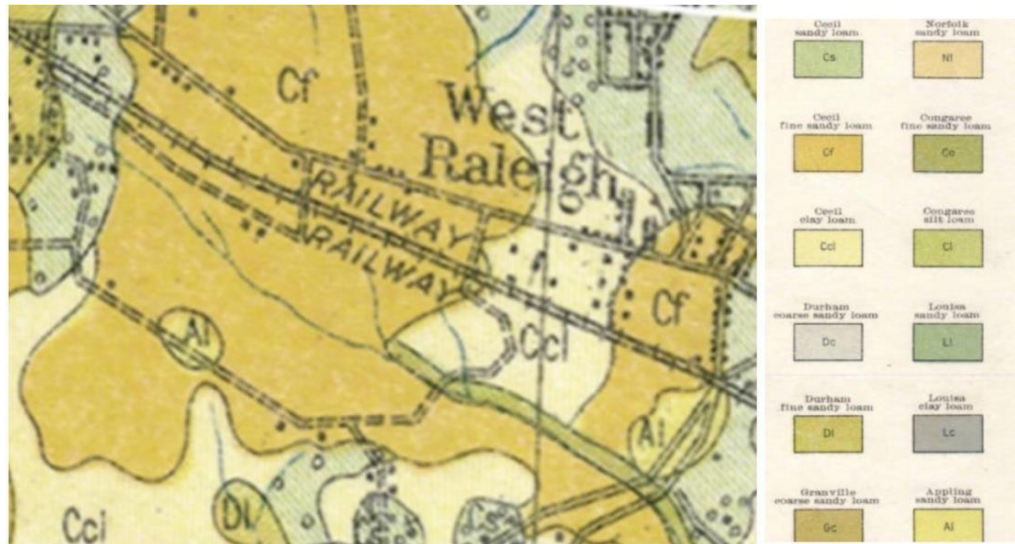 Cf
West
Raleigh
RAILWAY
RAILWAY
Cf
Al
Ccl
Al
Dl
Ccl
Cecil
sandy loam
Cs
Norfolk
sandy loam
Nl
Cecil
fine sandy loam
Cf
Congaree
fine sandy loam
Co
Cecil
clay loam
Ccl
Congaree
silt loam
Cl
Durham
coarse sandy loam
Dc
Louisa
sandy loam
Ll
Durham
fine sandy loam
Dl
Louisa
clay loam
Lc
Granville
coarse sandy loam
Gc
Appling
sandy loam
Al